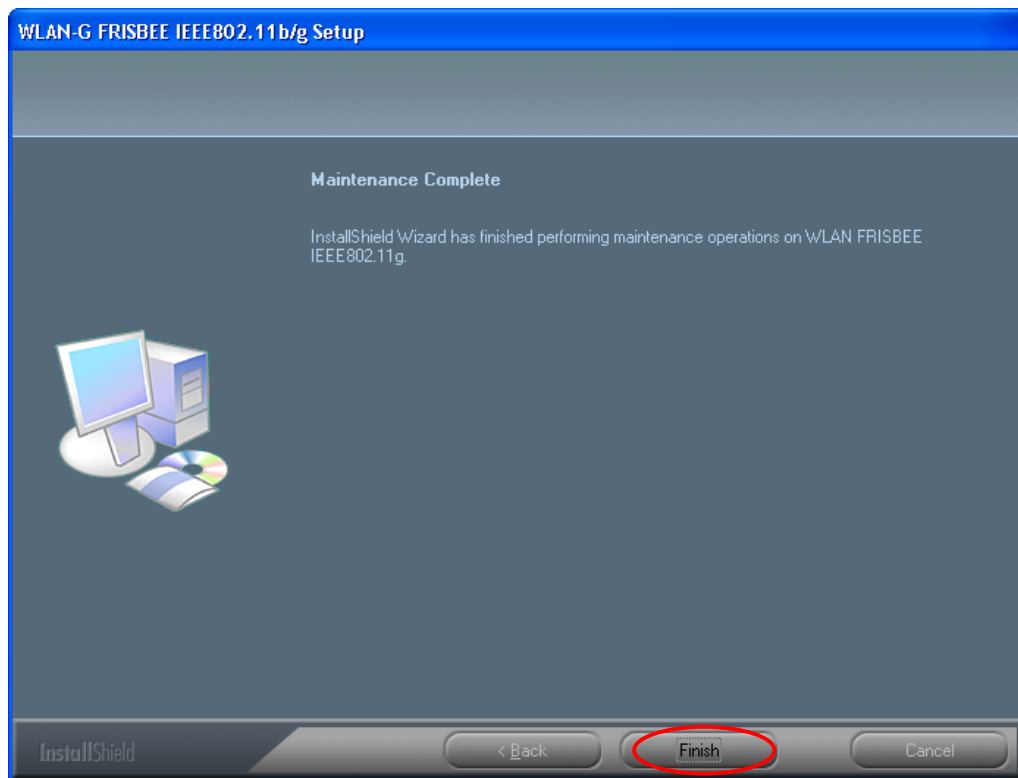 WLAN-G FRISBEE IEEE802.11b/g Setup
Maintenance Complete
InstallShield Wizard has finished performing maintenance operations on WLAN FRISBEE
IEEE802.11g.
InstallShield
< Back
Finish
Cancel